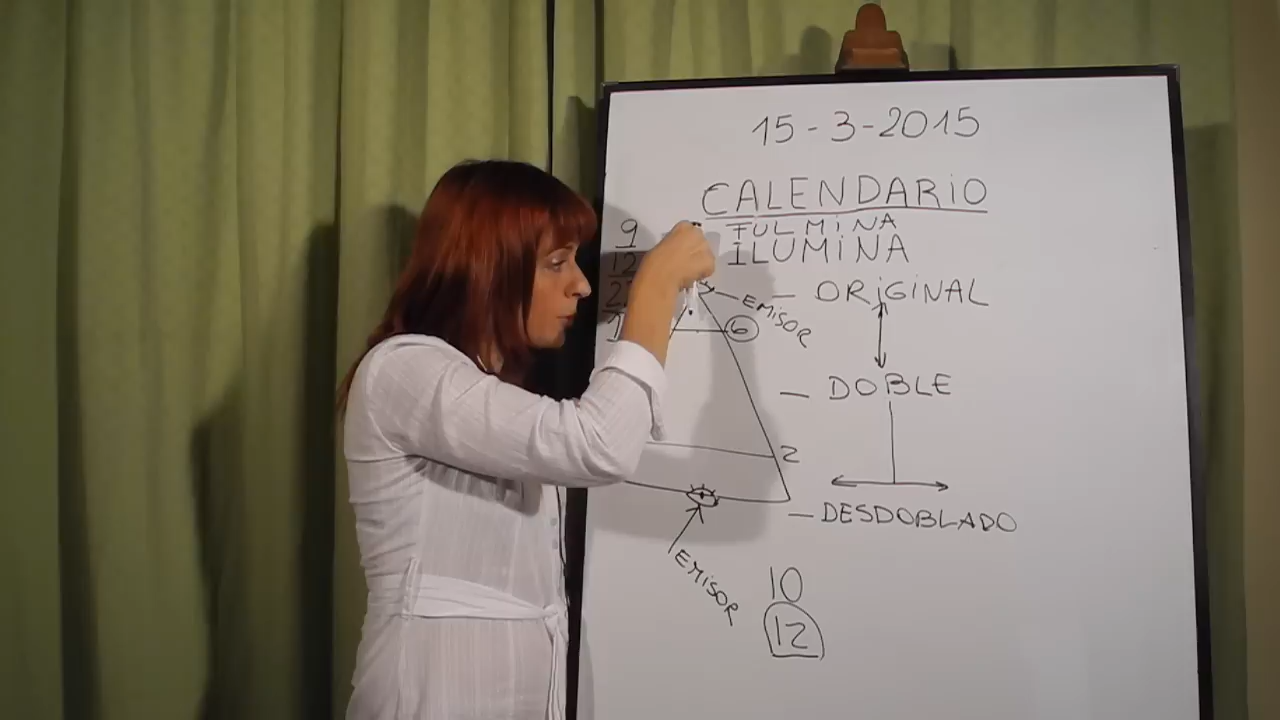 15-3-2015
CALENDARIO
FULMINA
ILUMINA
9
12
EMISOR
ORIGINAL
6
DOBLE
2
DESDOBLADO
EMISOR
10
12